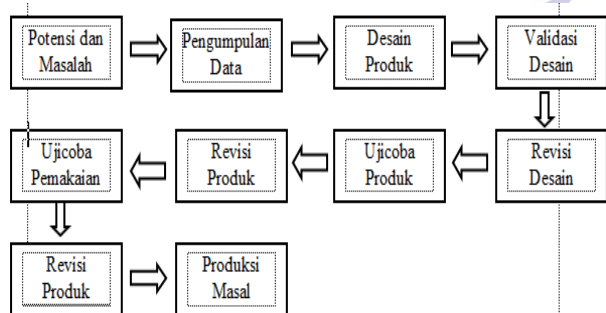 Potensi dan
Masalah
Pengumpulan
Data
Desain
Produk
Validasi
Desain
Revisi
Desain
Ujicoba
Produk
Revisi
Produk
Ujicoba
Pemakaian
Revisi
Produk
Produksi
Masal